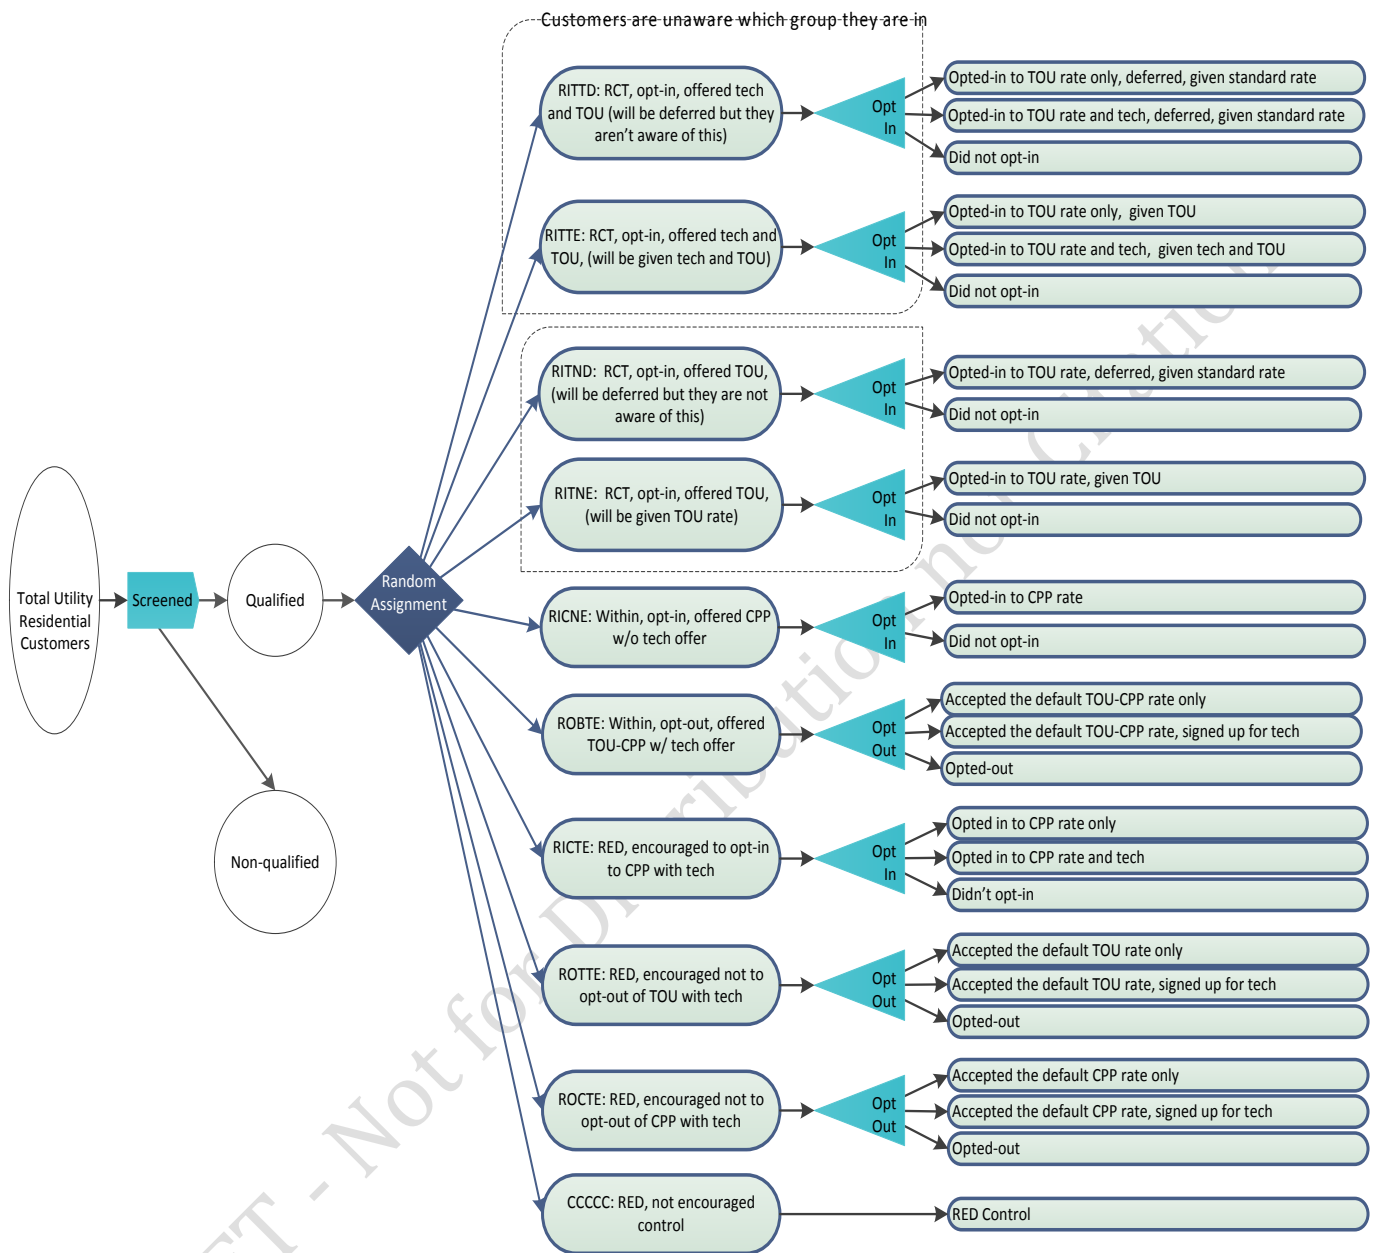 Customers are unaware which group they are in
RITTD: RCT, opt-in, offered tech
and TOU (will be deferred but they
aren't aware of this)
Opt
In
Opted-in to TOU rate only, deferred, given standard rate
Opted-in to TOU rate and tech, deferred, given standard rate
Did not opt-in
RITTE: RCT, opt-in, offered tech and
TOU, (will be given tech and TOU)
Opt
In
Opted-in to TOU rate only, given TOU
Opted-in to TOU rate and tech, given tech and TOU
Did not opt-in
RITND: RCT, opt-in, offered TOU,
(will be deferred but they are not
aware of this)
Opt
In
Opted-in to TOU rate, deferred, given standard rate
Did not opt-in
RITNE: RCT, opt-in, offered TOU,
(will be given TOU rate)
Opt
In
Opted-in to TOU rate, given TOU
Did not opt-in
Total Utility
Residential
Customers
Screened
Qualified
Random
Assignment
Non-qualified
RICNE: Within, opt-in, offered CPP
w/o tech offer
Opt
In
Opted-in to CPP rate
Did not opt-in
ROBTE: Within, opt-out, offered
TOU-CPP w/ tech offer
Opt
Out
Accepted the default TOU-CPP rate only
Accepted the default TOU-CPP rate, signed up for tech
Opted-out
RICTE: RED, encouraged to opt-in
to CPP with tech
Opt
In
Opted in to CPP rate only
Opted in to CPP rate and tech
Didn't opt-in
ROTTE: RED, encouraged not to
opt-out of TOU with tech
Opt
Out
Accepted the default TOU rate only
Accepted the default TOU rate, signed up for tech
Opted-out
ROCTE: RED, encouraged not to
opt-out of CPP with tech
Opt
Out
Accepted the default CPP rate only
Accepted the default CPP rate, signed up for tech
Opted-out
CCCCC: RED, not encouraged
control
RED Control
- Not for